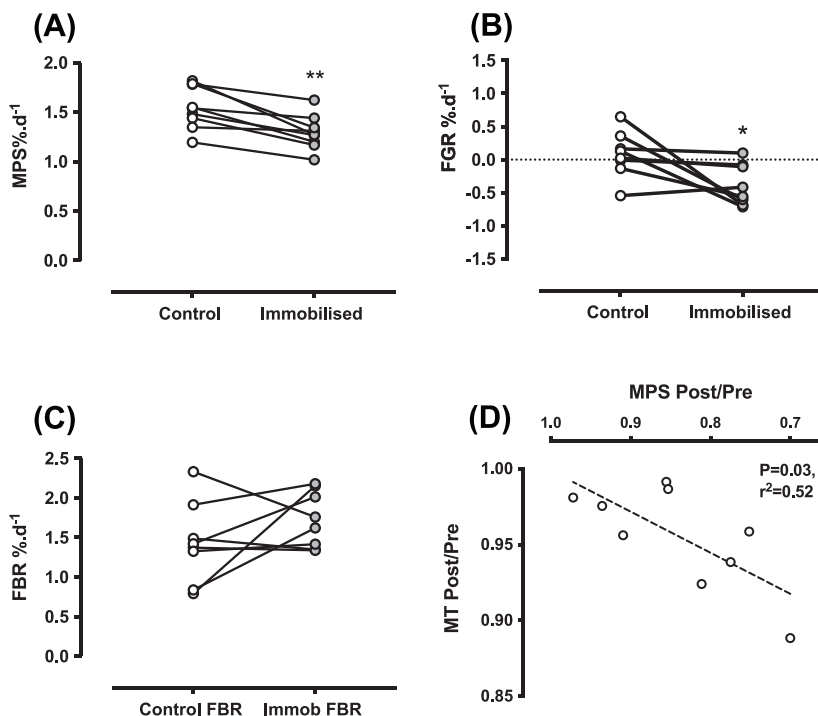 (A)
MPS%.d-1
2.0
1.5
1.0
0.5
0.0
**
Control
Immobilised
(B)
FGR %.d-1
1.5
1.0
0.5
0.0
-0.5
-1.0
-1.5
*
Control
Immobilised
(C)
FBR %.d-1
2.5
2.0
1.5
1.0
0.5
0.0
Control FBR
Immob FBR
(D)
MPS Post/Pre
1.0
0.9
0.8
0.7
MT Post/Pre
1.00
0.95
0.90
0.85
P=0.03,
r2=0.52